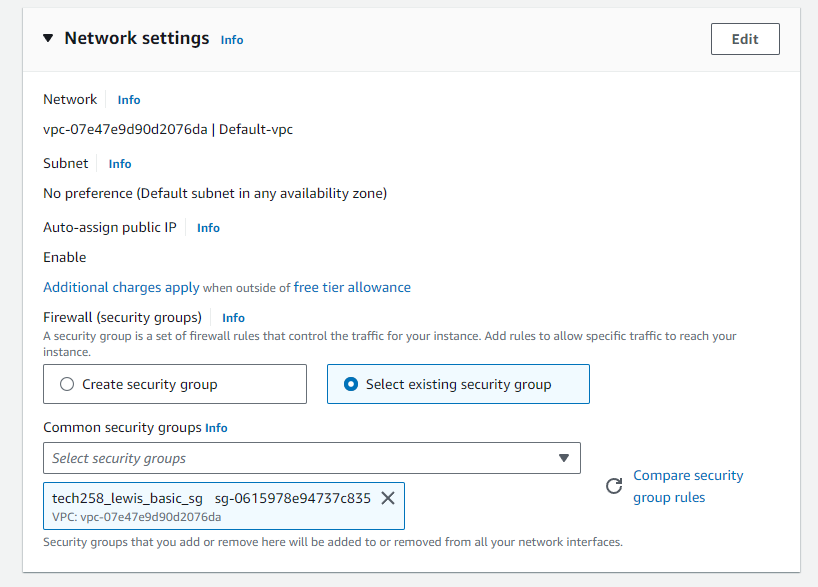 Network settings Info
Edit
Network Info
vpc-07e47e9d90d2076da | Default-vpc
Subnet Info
No preference (Default subnet in any availability zone)
Auto-assign public IP Info
Enable
Additional charges apply when outside of free tier allowance
Firewall (security groups) Info
A security group is a set of firewall rules that control the traffic for your instance. Add rules to allow specific traffic to reach your
instance.
Create security group
Select existing security group
Common security groups Info
Select security groups
tech258_lewis_basic_sg sg-0615978e94737c835
VPC: vpc-07e47e9d90d2076da
Compare security
group rules
Security groups that you add or remove here will be added to or removed from all your network interfaces.